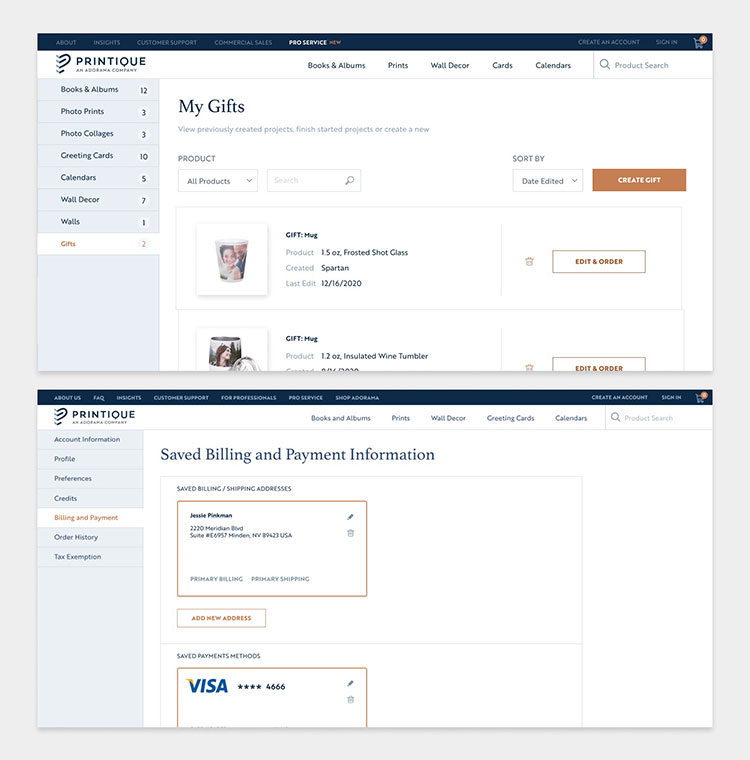 ABOUT INSIGHTS CUSTOMER SUPPORT COMMERCIAL SALES PRO SERVICE NEW CREATE AN ACCOUNT SIGN IN 0
PRINTIQUE
AN ADORAMA COMPANY
Books & Albums Prints Wall Decor Cards Calendars Product Search
Books & Albums 12
Photo Prints 3
Photo Collages 3
Greeting Cards 10
Calendars 5
Wall Decor 7
Walls 1
Gifts 2
My Gifts
View previously created projects, finish started projects or create a new
PRODUCT SORT BY
All Products Search Date Edited CREATE GIFT
GIFT: Mug
Product 1.5 oz, Frosted Shot Glass
Created Spartan
Last Edit 12/16/2020
EDIT & ORDER
GIFT: Mug
Product 1.2 oz, Insulated Wine Tumbler
Created 8/16/2020
EDIT & ORDER
ABOUT US FAQ INSIGHTS CUSTOMER SUPPORT FOR PROFESSIONALS PRO SERVICE SHOP ADORAMA CREATE AN ACCOUNT SIGN IN 0
PRINTIQUE
AN ADORAMA COMPANY
Books and Albums Prints Wall Decor Greeting Cards Calendars Product Search
Account Information
Profile
Preferences
Credits
Billing and Payment
Order History
Tax Exemption
Saved Billing and Payment Information
SAVED BILLING / SHIPPING ADDRESSES
Jessie Pinkman
2220 Meridian Blvd
Suite #E6957 Minden, NV 89423 USA
PRIMARY BILLING PRIMARY SHIPPING
ADD NEW ADDRESS
SAVED PAYMENTS METHODS
VISA **** 4666